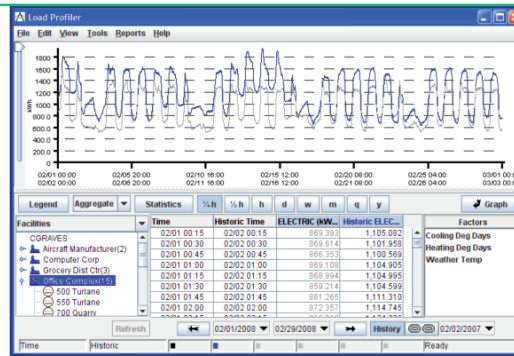 Load Profiler
File Edit View Tools Reports Help
1800
1600
1400
1200
1000
800.0
600.0
400.0
200.0
0.0
kWh
02/01 00:00 02/05 20:00 02/10 16:00 02/15 12:00 02/20 08:00 02/25 04:00 03/01 00:
02/02 00:00 02/06 20:00 02/11 16:00 02/16 12:00 02/21 08:00 02/26 04:00 03/03 00:
Legend Aggregate Statistics ¼ h ½ h h d w m q y Graph
Facilities Time Historic Time ELECTRIC (kW... Historic ELEC... Factors
CGRAVES 02/01 00:15 02/02 00:15 869.393 1,105.082 Cooling Deg Days
Aircraft Manufacturer(2) 02/01 00:30 02/02 00:30 869.614 1,101.958 Heating Deg Days
Computer Corp 02/01 00:45 02/02 00:45 866.353 1,100.569 Weather Temp
Grocery Dist Ctr(3) 02/01 01:00 02/02 01:00 869.108 1,104.905
Office Complex(15) 02/01 01:15 02/02 01:15 868.994 1,104.995
500 Turlane 02/01 01:30 02/02 01:30 859.214 1,104.599
550 Turlane 02/01 01:45 02/02 01:45 861.265 1,111.310
700 Quarry 02/01 02:00 02/02 02:00 872.357 1,114.745
Refresh 02/01/2008 02/29/2008 History 02/02/2007
Time Historic Ready